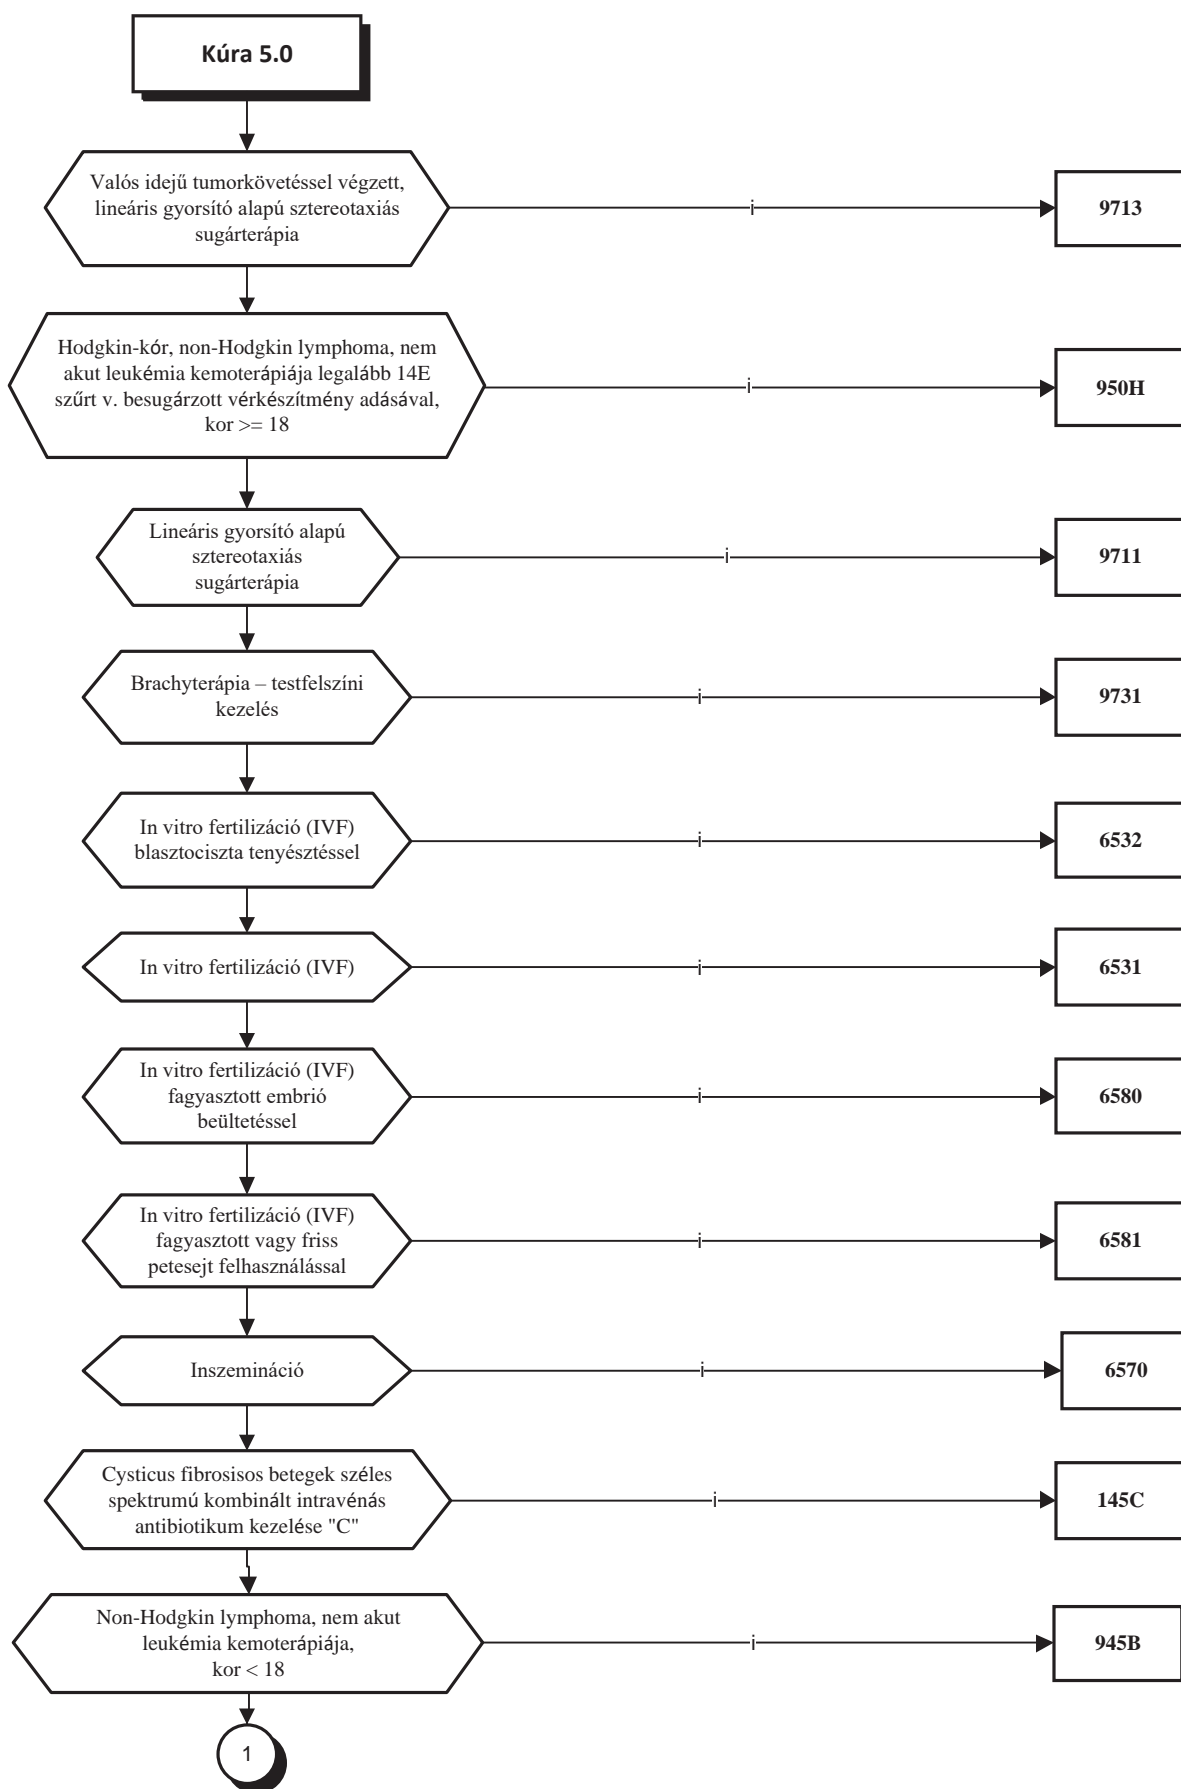 Kúra 5.0
Valós idejű tumorkövetéssel végzett,
lineáris gyorsító alapú sztereotaxiás
sugárterápia
i
9713
Hodgkin-kór, non-Hodgkin lymphoma, nem
akut leukémia kemoterápiája legalább 14E
szűrt v. besugárzott vérkészítmény adásával,
kor >= 18
i
950H
Lineáris gyorsító alapú
sztereotaxiás
sugárterápia
i
9711
Brachyterápia – testfelszíni
kezelés
i
9731
In vitro fertilizáció (IVF)
blasztociszta tenyésztéssel
i
6532
In vitro fertilizáció (IVF)
i
6531
In vitro fertilizáció (IVF)
fagyasztott embrió
beültetéssel
i
6580
In vitro fertilizáció (IVF)
fagyasztott vagy friss
petesejt felhasználással
i
6581
Inszemináció
i
6570
Cysticus fibrosisos betegek széles
spektrumú kombinált intravénás
antibiotikum kezelése "C"
i
145C
Non-Hodgkin lymphoma, nem akut
leukémia kemoterápiája,
kor < 18
i
945B
1